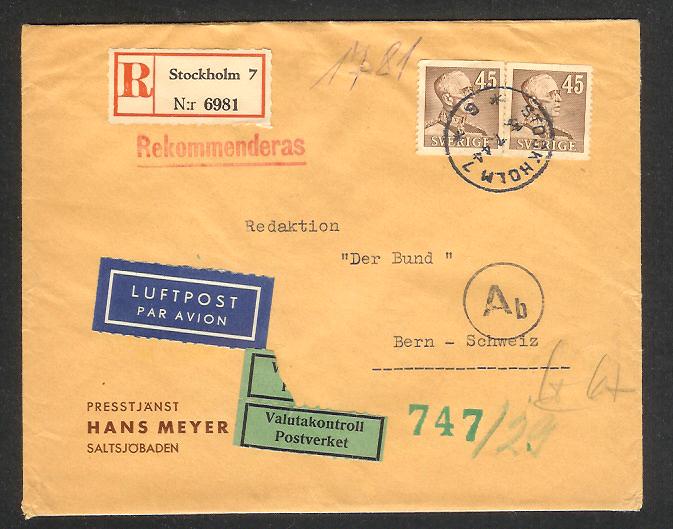 R
Stockholm 7
N:r 6981
Rekommenderas
45
SVERIGE
45
SVERIGE
STOCKHOLM 7
Redaktion
"Der Bund "
Ab
Bern - Schweiz
LUFTPOST
PAR AVION
PRESSTJÄNST
HANS MEYER
SALTSJÖBADEN
Valutakontroll
Postverket
747/29